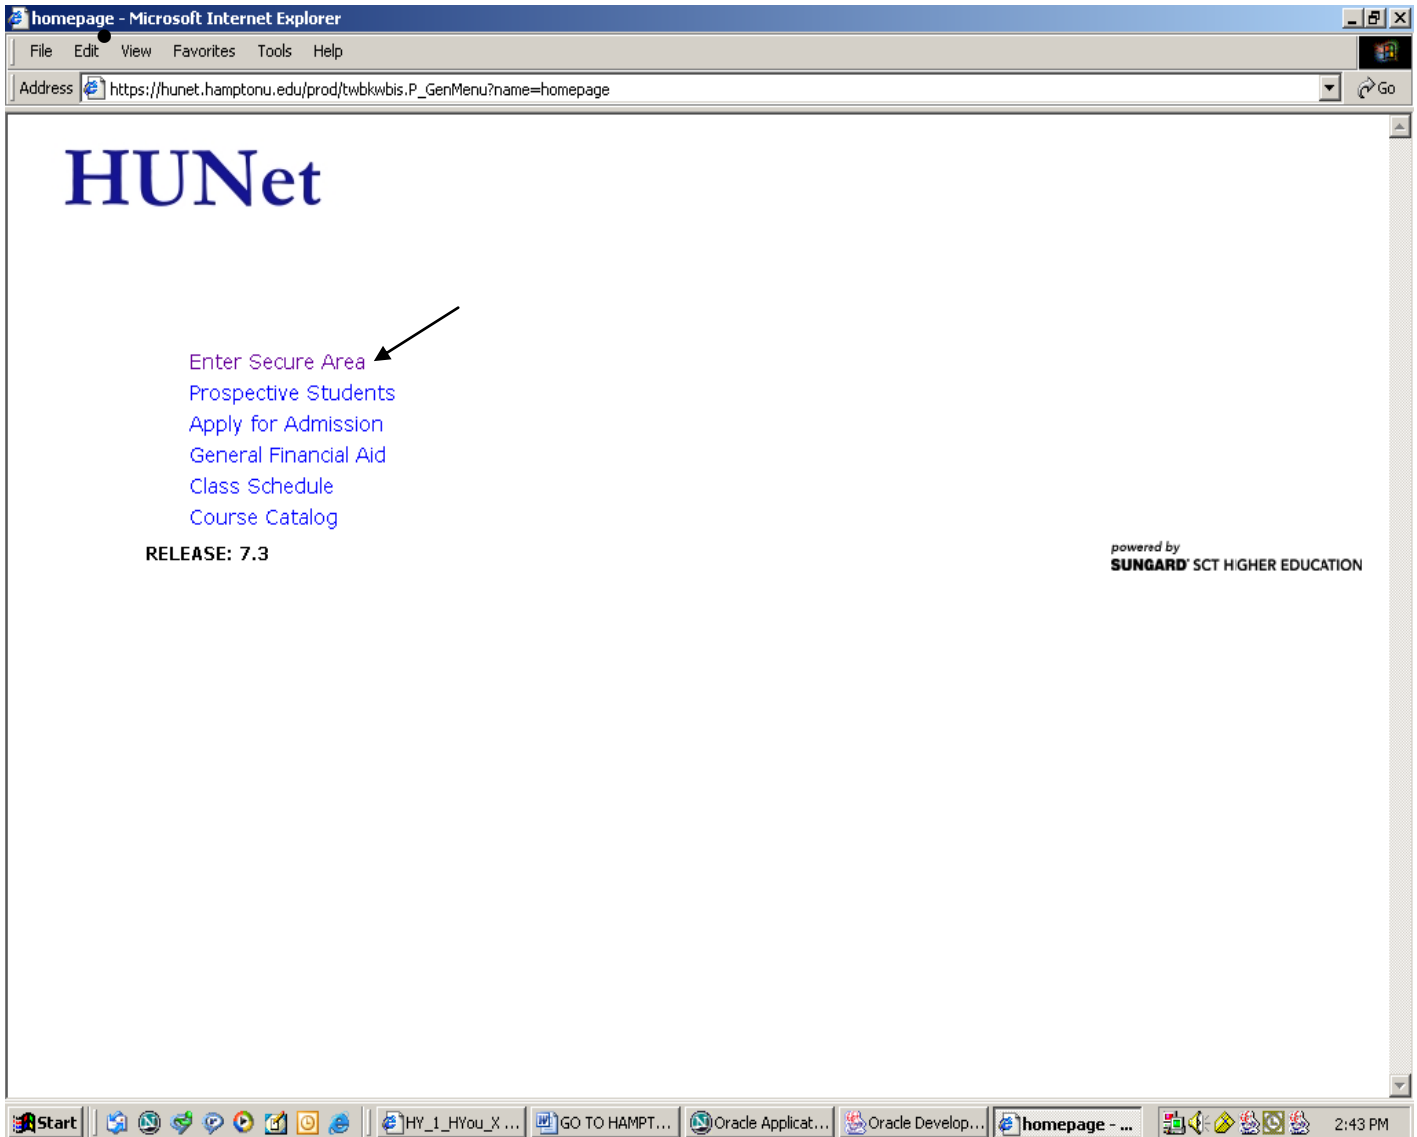 homepage - Microsoft Internet Explorer
File Edit View Favorites Tools Help
Address https://hunet.hamptonu.edu/prod/twbkwbis.P_GenMenu?name=homepage Go
HUNet
Enter Secure Area
Prospective Students
Apply for Admission
General Financial Aid
Class Schedule
Course Catalog
RELEASE: 7.3
powered by
SUNGARD® SCT HIGHER EDUCATION
Start HY_1_HYou_X ... GO TO HAMPT... Oracle Applicat... Oracle Develop... homepage - ... 2:43 PM